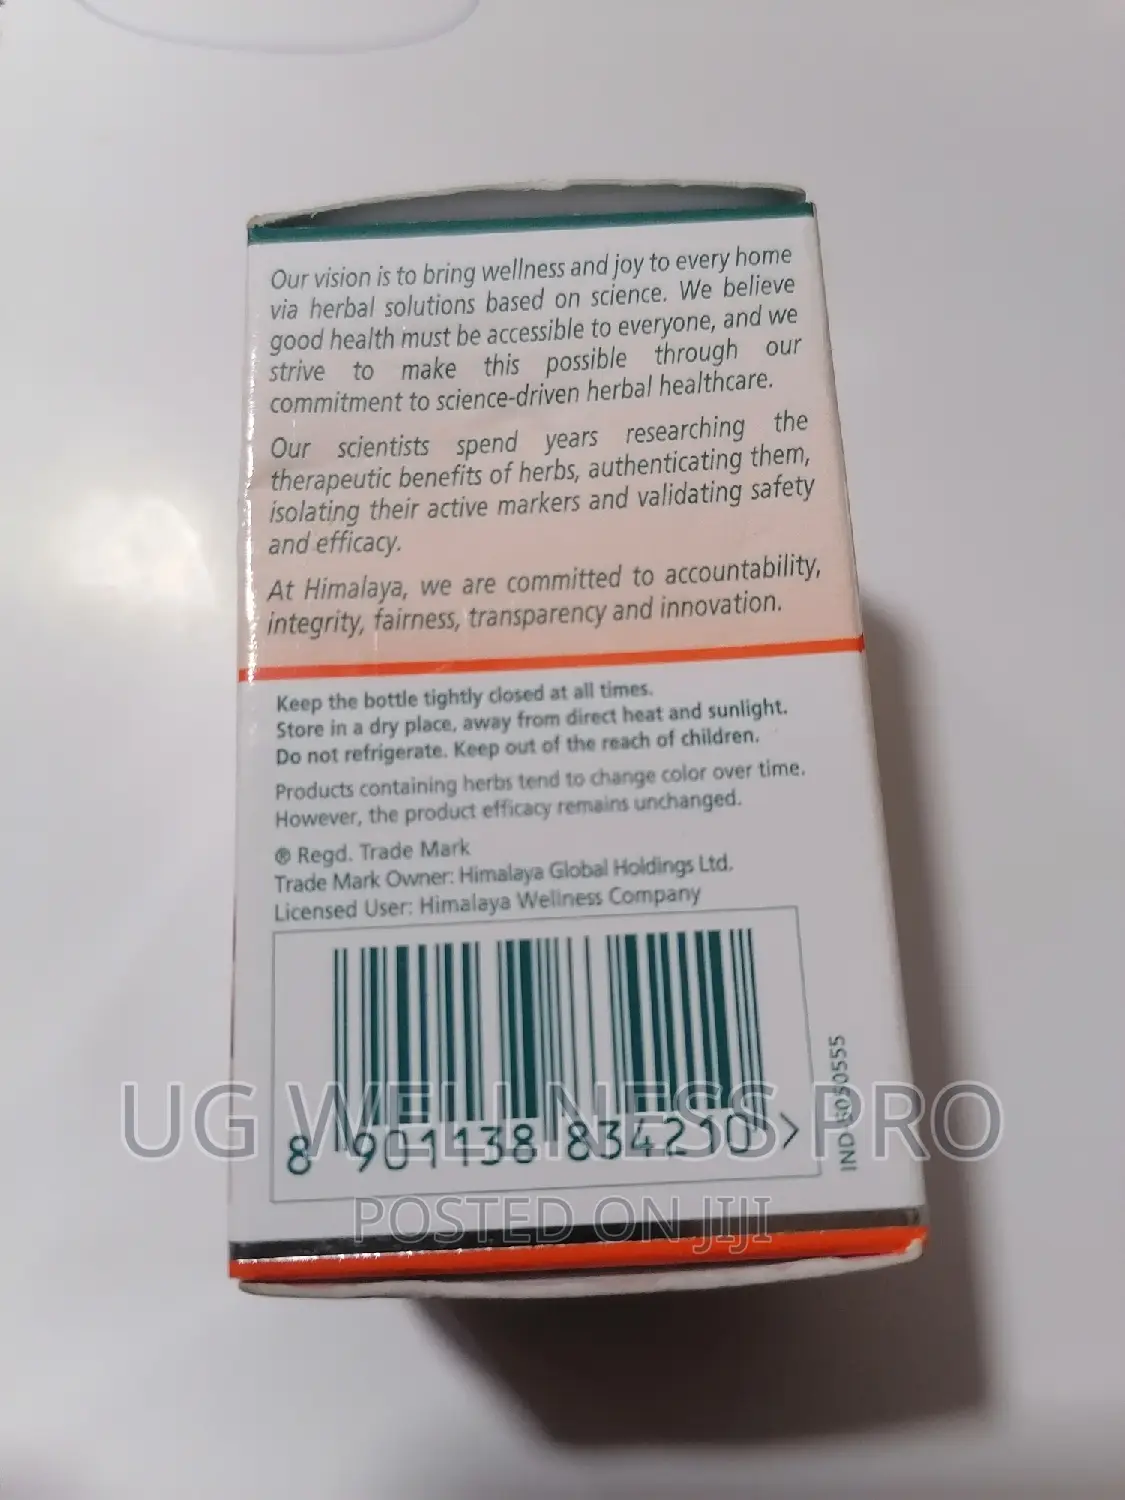 Our vision is to bring wellness and joy to every home
via herbal solutions based on science. We believe
good health must be accessible to everyone, and we
strive to make this possible through our
commitment to science-driven herbal healthcare.
Our scientists spend years researching the
therapeutic benefits of herbs, authenticating them,
isolating their active markers and validating safety
and efficacy.
At Himalaya, we are committed to accountability,
integrity, fairness, transparency and innovation.
Keep the bottle tightly closed at all times.
Store in a dry place, away from direct heat and sunlight.
Do not refrigerate. Keep out of the reach of children.
Products containing herbs tend to change color over time.
However, the product efficacy remains unchanged.
® Regd. Trade Mark
Trade Mark Owner: Himalaya Global Holdings Ltd.
Licensed User: Himalaya Wellness Company
8 901138 834210 >
IND
UG WELLNESS PRO
POSTED ON JIJI